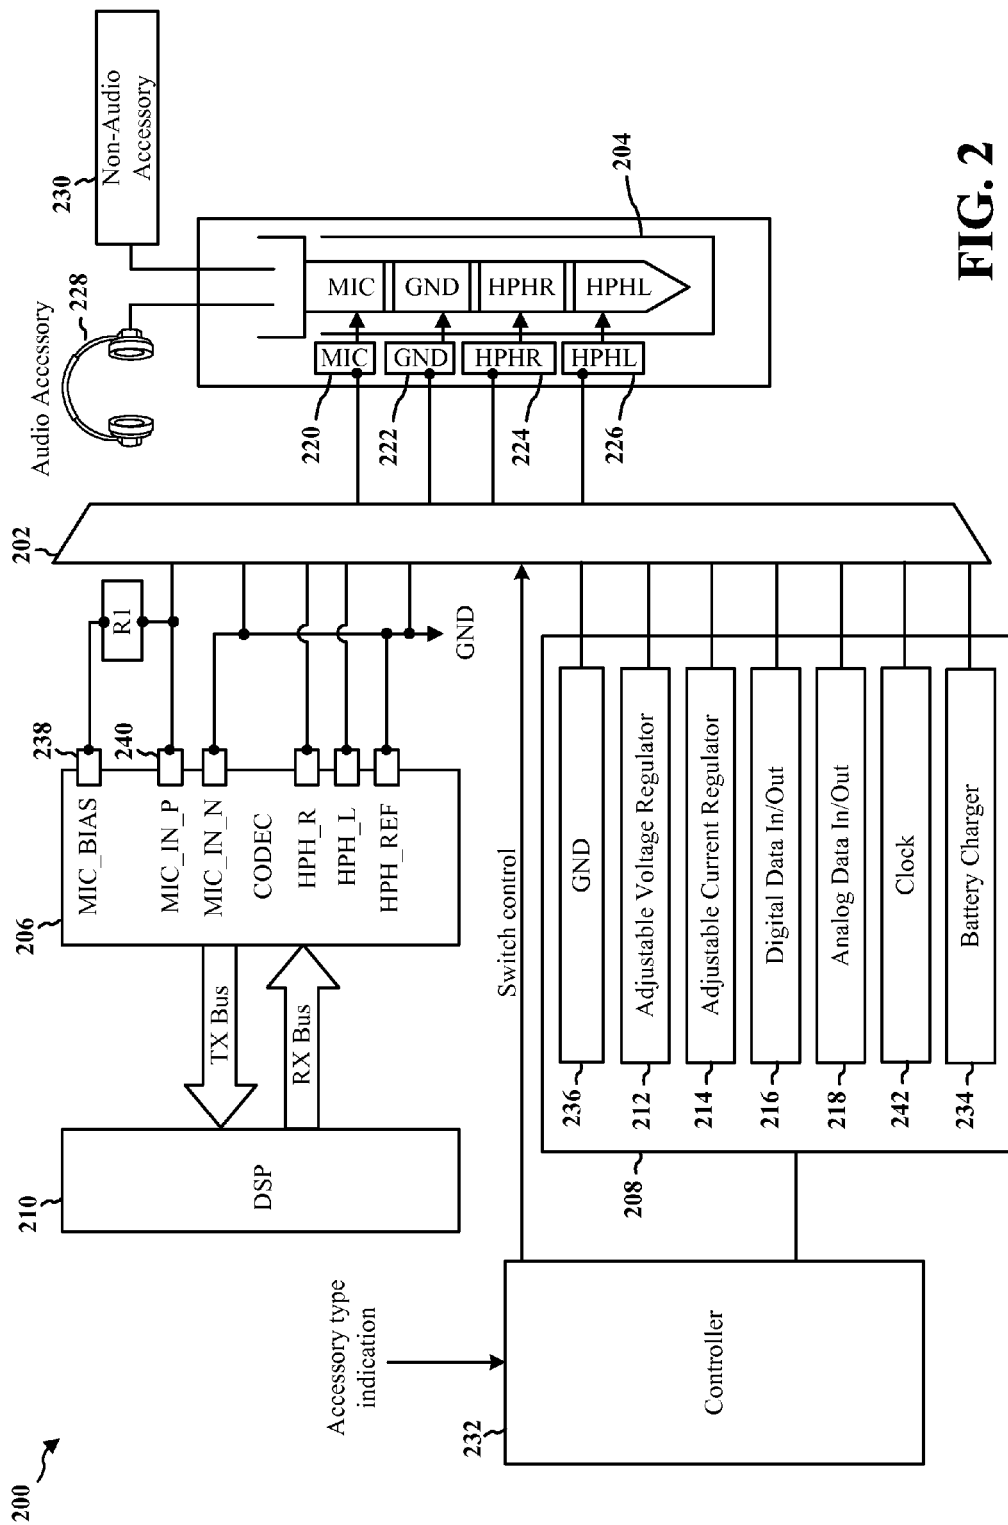 200
210
DSP
TX Bus
RX Bus
206
MIC_BIAS
MIC_IN_P
MIC_IN_N
CODEC
HPH_R
HPH_L
HPH_REF
238
240
R1
GND
202
Audio Accessory
228
230
Non-Audio
Accessory
MIC
GND
HPHR
HPHL
204
MIC
GND
HPHR
HPHL
220
222
224
226
Accessory type
indication
232
Controller
Switch control
208
236
GND
212
Adjustable Voltage Regulator
214
Adjustable Current Regulator
216
Digital Data In/Out
218
Analog Data In/Out
242
Clock
234
Battery Charger
FIG. 2